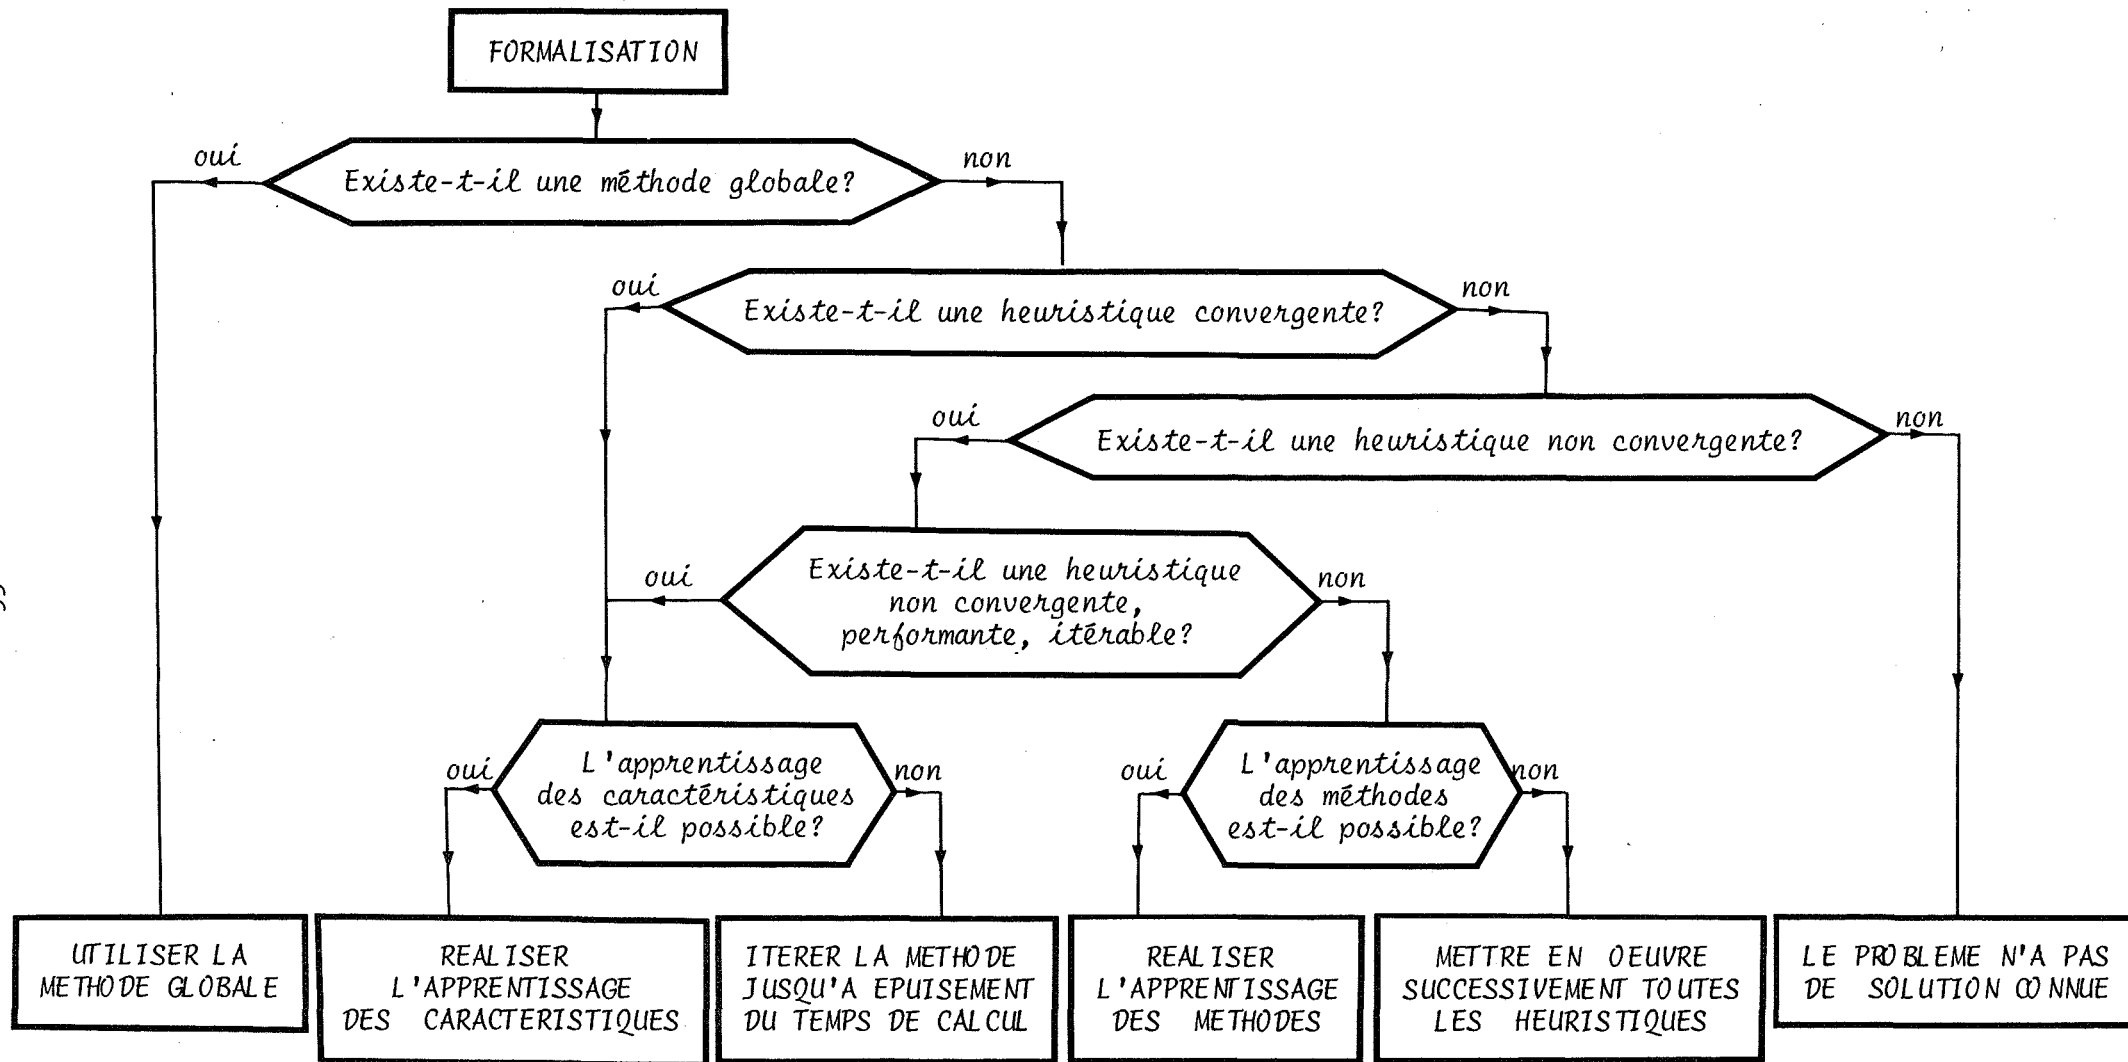 FORMALISATION
oui
non
Existe-t-il une méthode globale?
oui
non
Existe-t-il une heuristique convergente?
oui
non
Existe-t-il une heuristique non convergente?
oui
non
Existe-t-il une heuristique
non convergente,
performante, itérable?
oui
non
L'apprentissage
des caractéristiques
est-il possible?
oui
non
L'apprentissage
des méthodes
est-il possible?
UTILISER LA
METHODE GLOBALE
REALISER
L'APPRENTISSAGE
DES CARACTERISTIQUES
ITERER LA METHODE
JUSQU'A EPUISEMENT
DU TEMPS DE CALCUL
REALISER
L'APPRENTISSAGE
DES METHODES
METTRE EN OEUVRE
SUCCESSIVEMENT TOUTES
LES HEURISTIQUES
LE PROBLEME N'A PAS
DE SOLUTION CONNUE